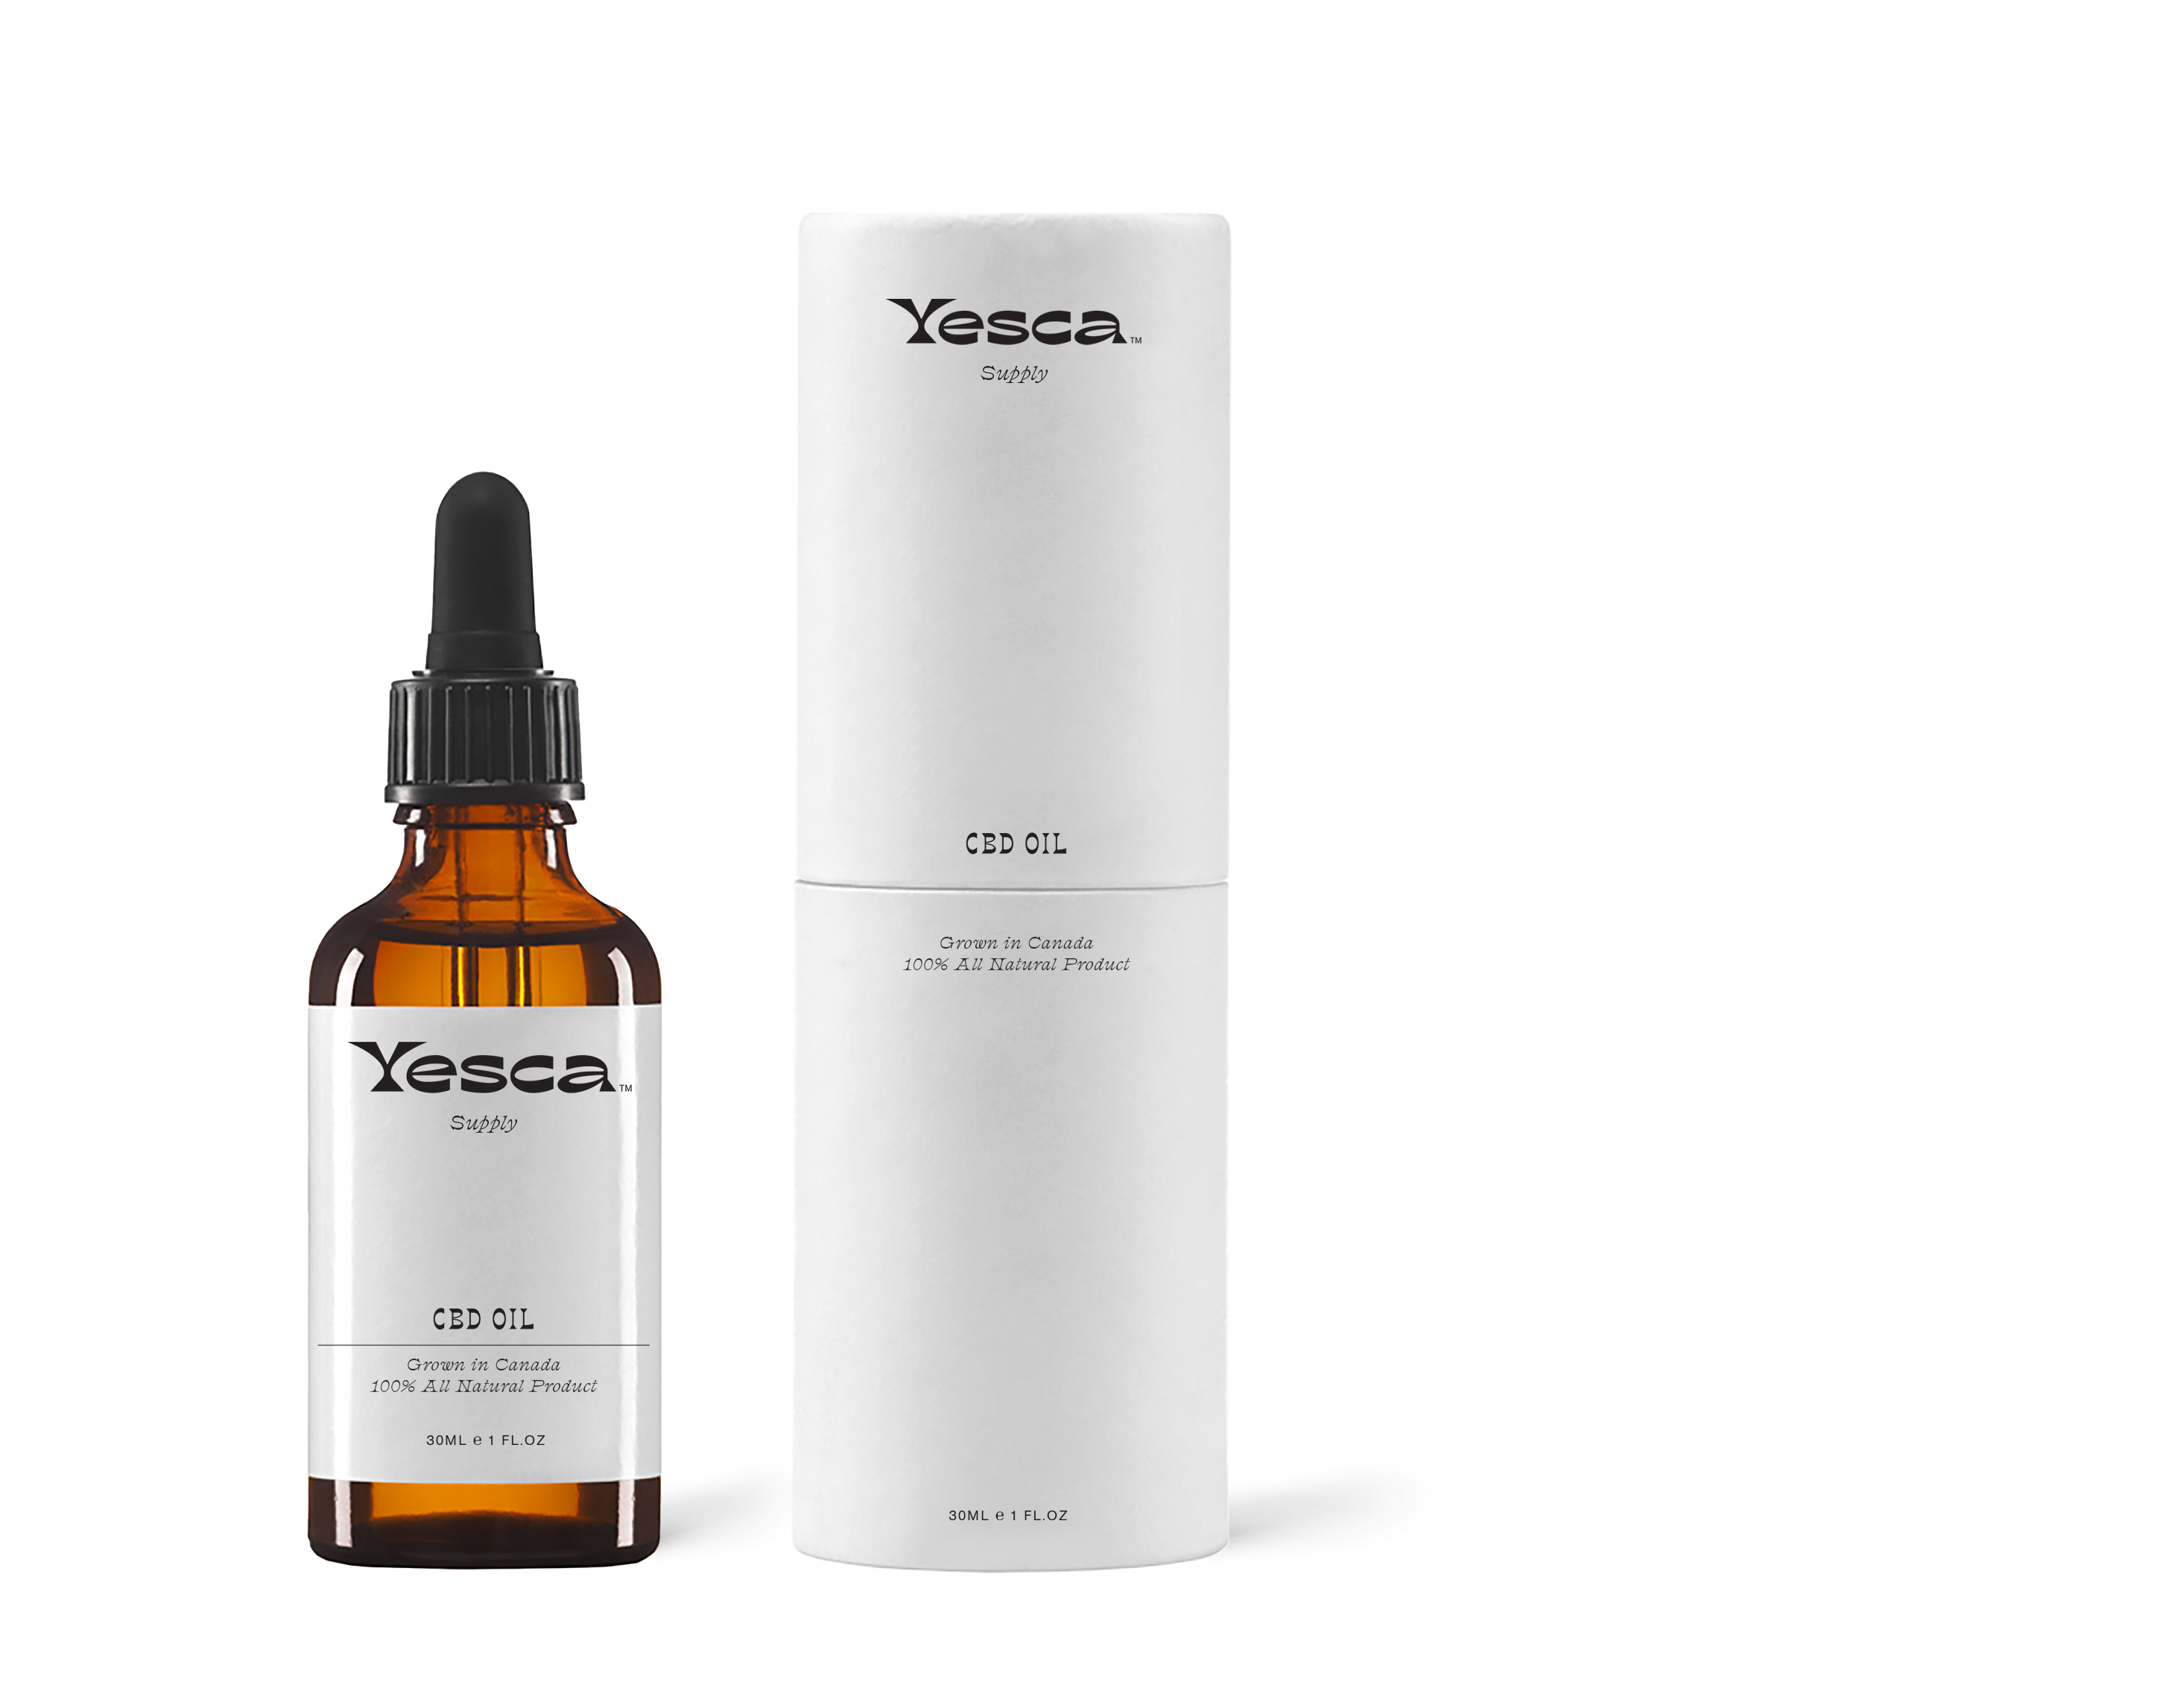 Yesca™
Supply
CBD OIL
Grown in Canada
100% All Natural Product
30ML ℮ 1 FL.OZ
Yesca™
Supply
CBD OIL
Grown in Canada
100% All Natural Product
30ML ℮ 1 FL.OZ